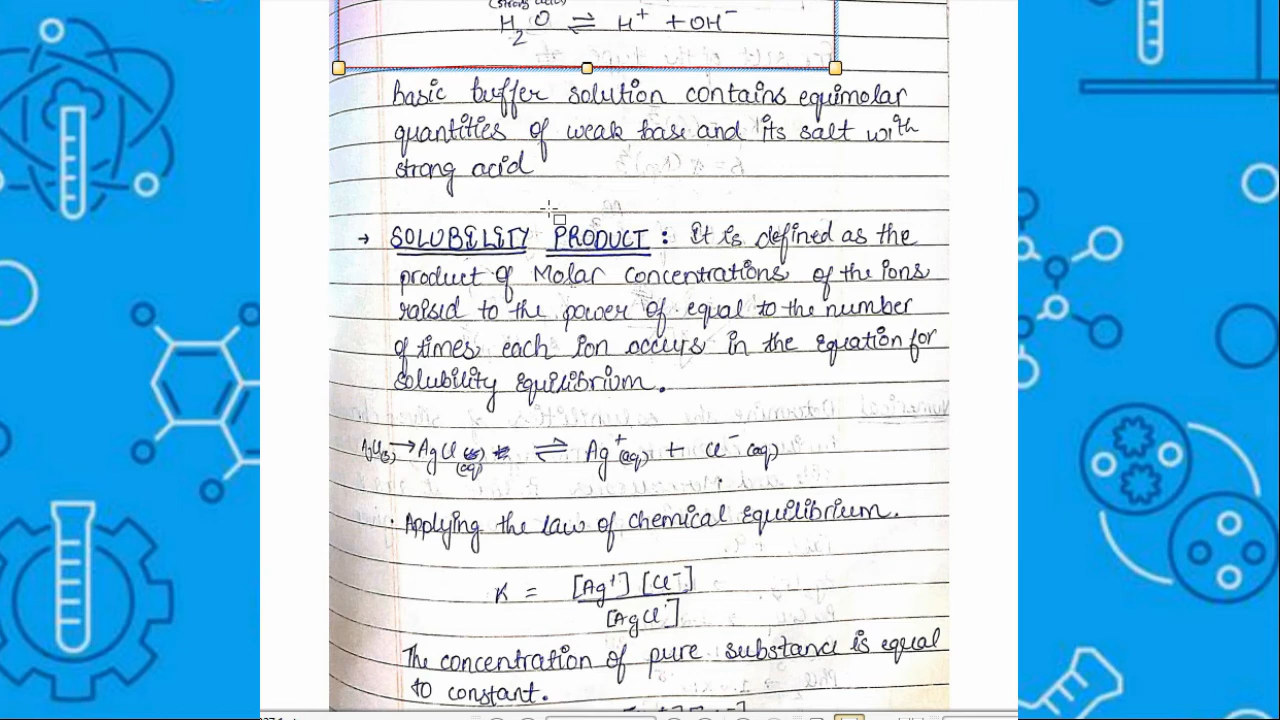 (strong acid)
H2O ⇌ H+ + OH-
basic buffer solution contains equimolar
quantities of weak base and its salt with
strong acid
→ SOLUBILITY PRODUCT : It is defined as the
product of Molar concentrations of the ions
raised to the power of equal to the number
of times each ion occurs in the equation for
solubility equilibrium.
AgCl(s) → AgCl (aq) ⇌ Ag+(aq) + Cl- (aq)
· Applying the law of chemical equilibrium.
K = [Ag+] [Cl-]
[AgCl]
The concentration of pure substance is equal
to constant.